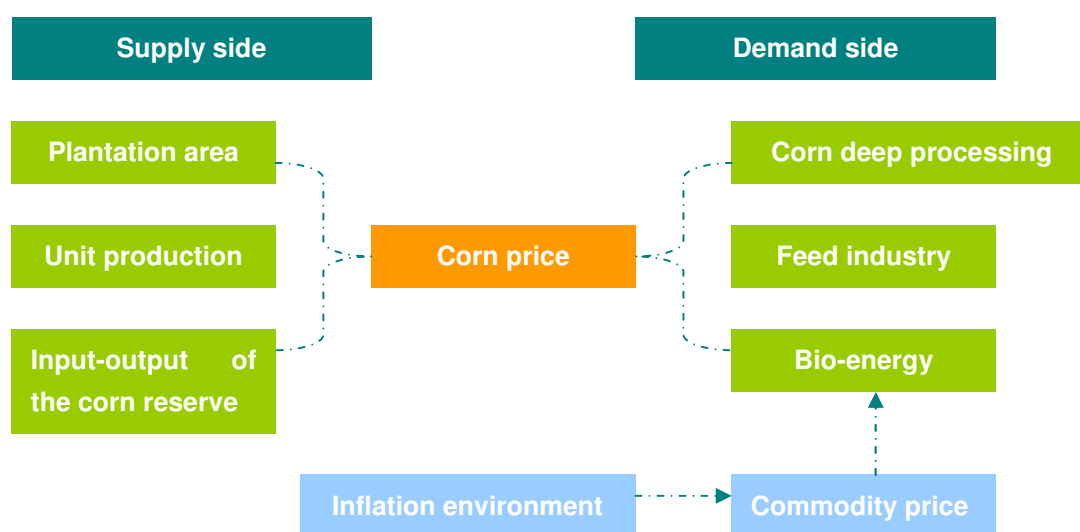 Supply side
Demand side
Plantation area
Corn deep processing
Unit production
Corn price
Feed industry
Input-output of
the corn reserve
Bio-energy
Inflation environment
Commodity price